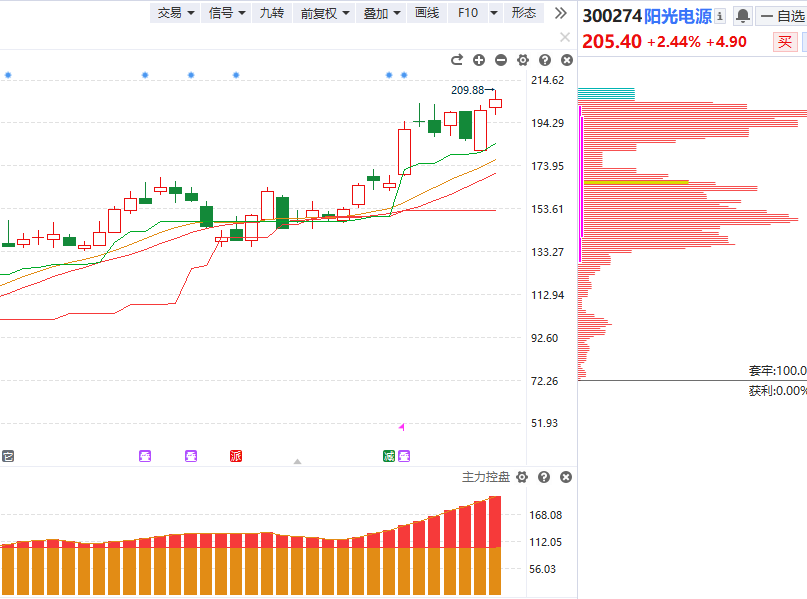 交易 信号 九转 前复权 叠加 画线 F10 形态
300274 阳光电源 自选
205.40 +2.44% +4.90 买
214.62
209.88
194.29
173.95
153.61
133.27
112.94
92.60
72.26
套牢:100.0
获利:0.00%
51.93
派 减
主力控盘
168.08
112.05
56.03